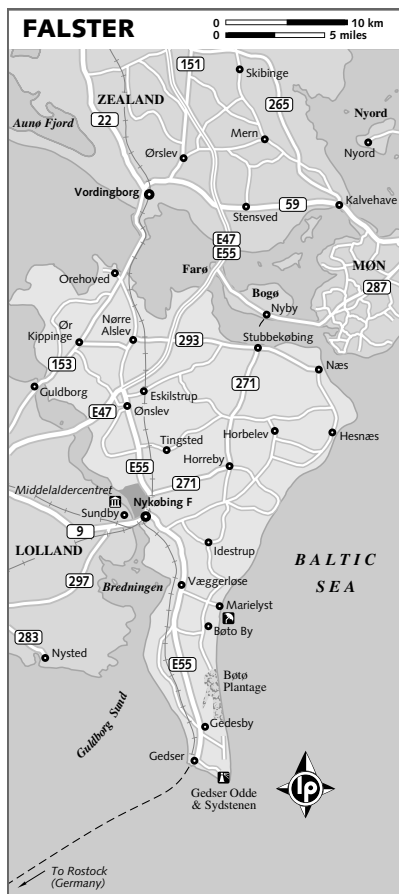 FALSTER
0 10 km
0 5 miles
151
Skibinge
ZEALAND
265
22
Nyord
Aunø Fjord
Mern
Nyord
Ørslev
Vordingborg
59
Kalvehave
Stensved
E47
E55
MØN
Farø
Orehoved
287
Bogø
Nyby
Ør
Kippinge
Nørre
Alslev
293
Stubbekøbing
153
Næs
271
Guldborg
Eskilstrup
E47
Ønslev
Tingsted
Horbelev
Hesnæs
E55
Horreby
271
Middelaldercentret
Nykøbing F
Sundby
9
LOLLAND
Idestrup
BALTIC
SEA
297
Bredningen
Væggerløse
Marielyst
283
Bøto By
Nysted
E55
Bøtø
Plantage
Guldborg Sund
Gedesby
Gedser
lp
Gedser Odde
& Sydstenen
To Rostock
(Germany)